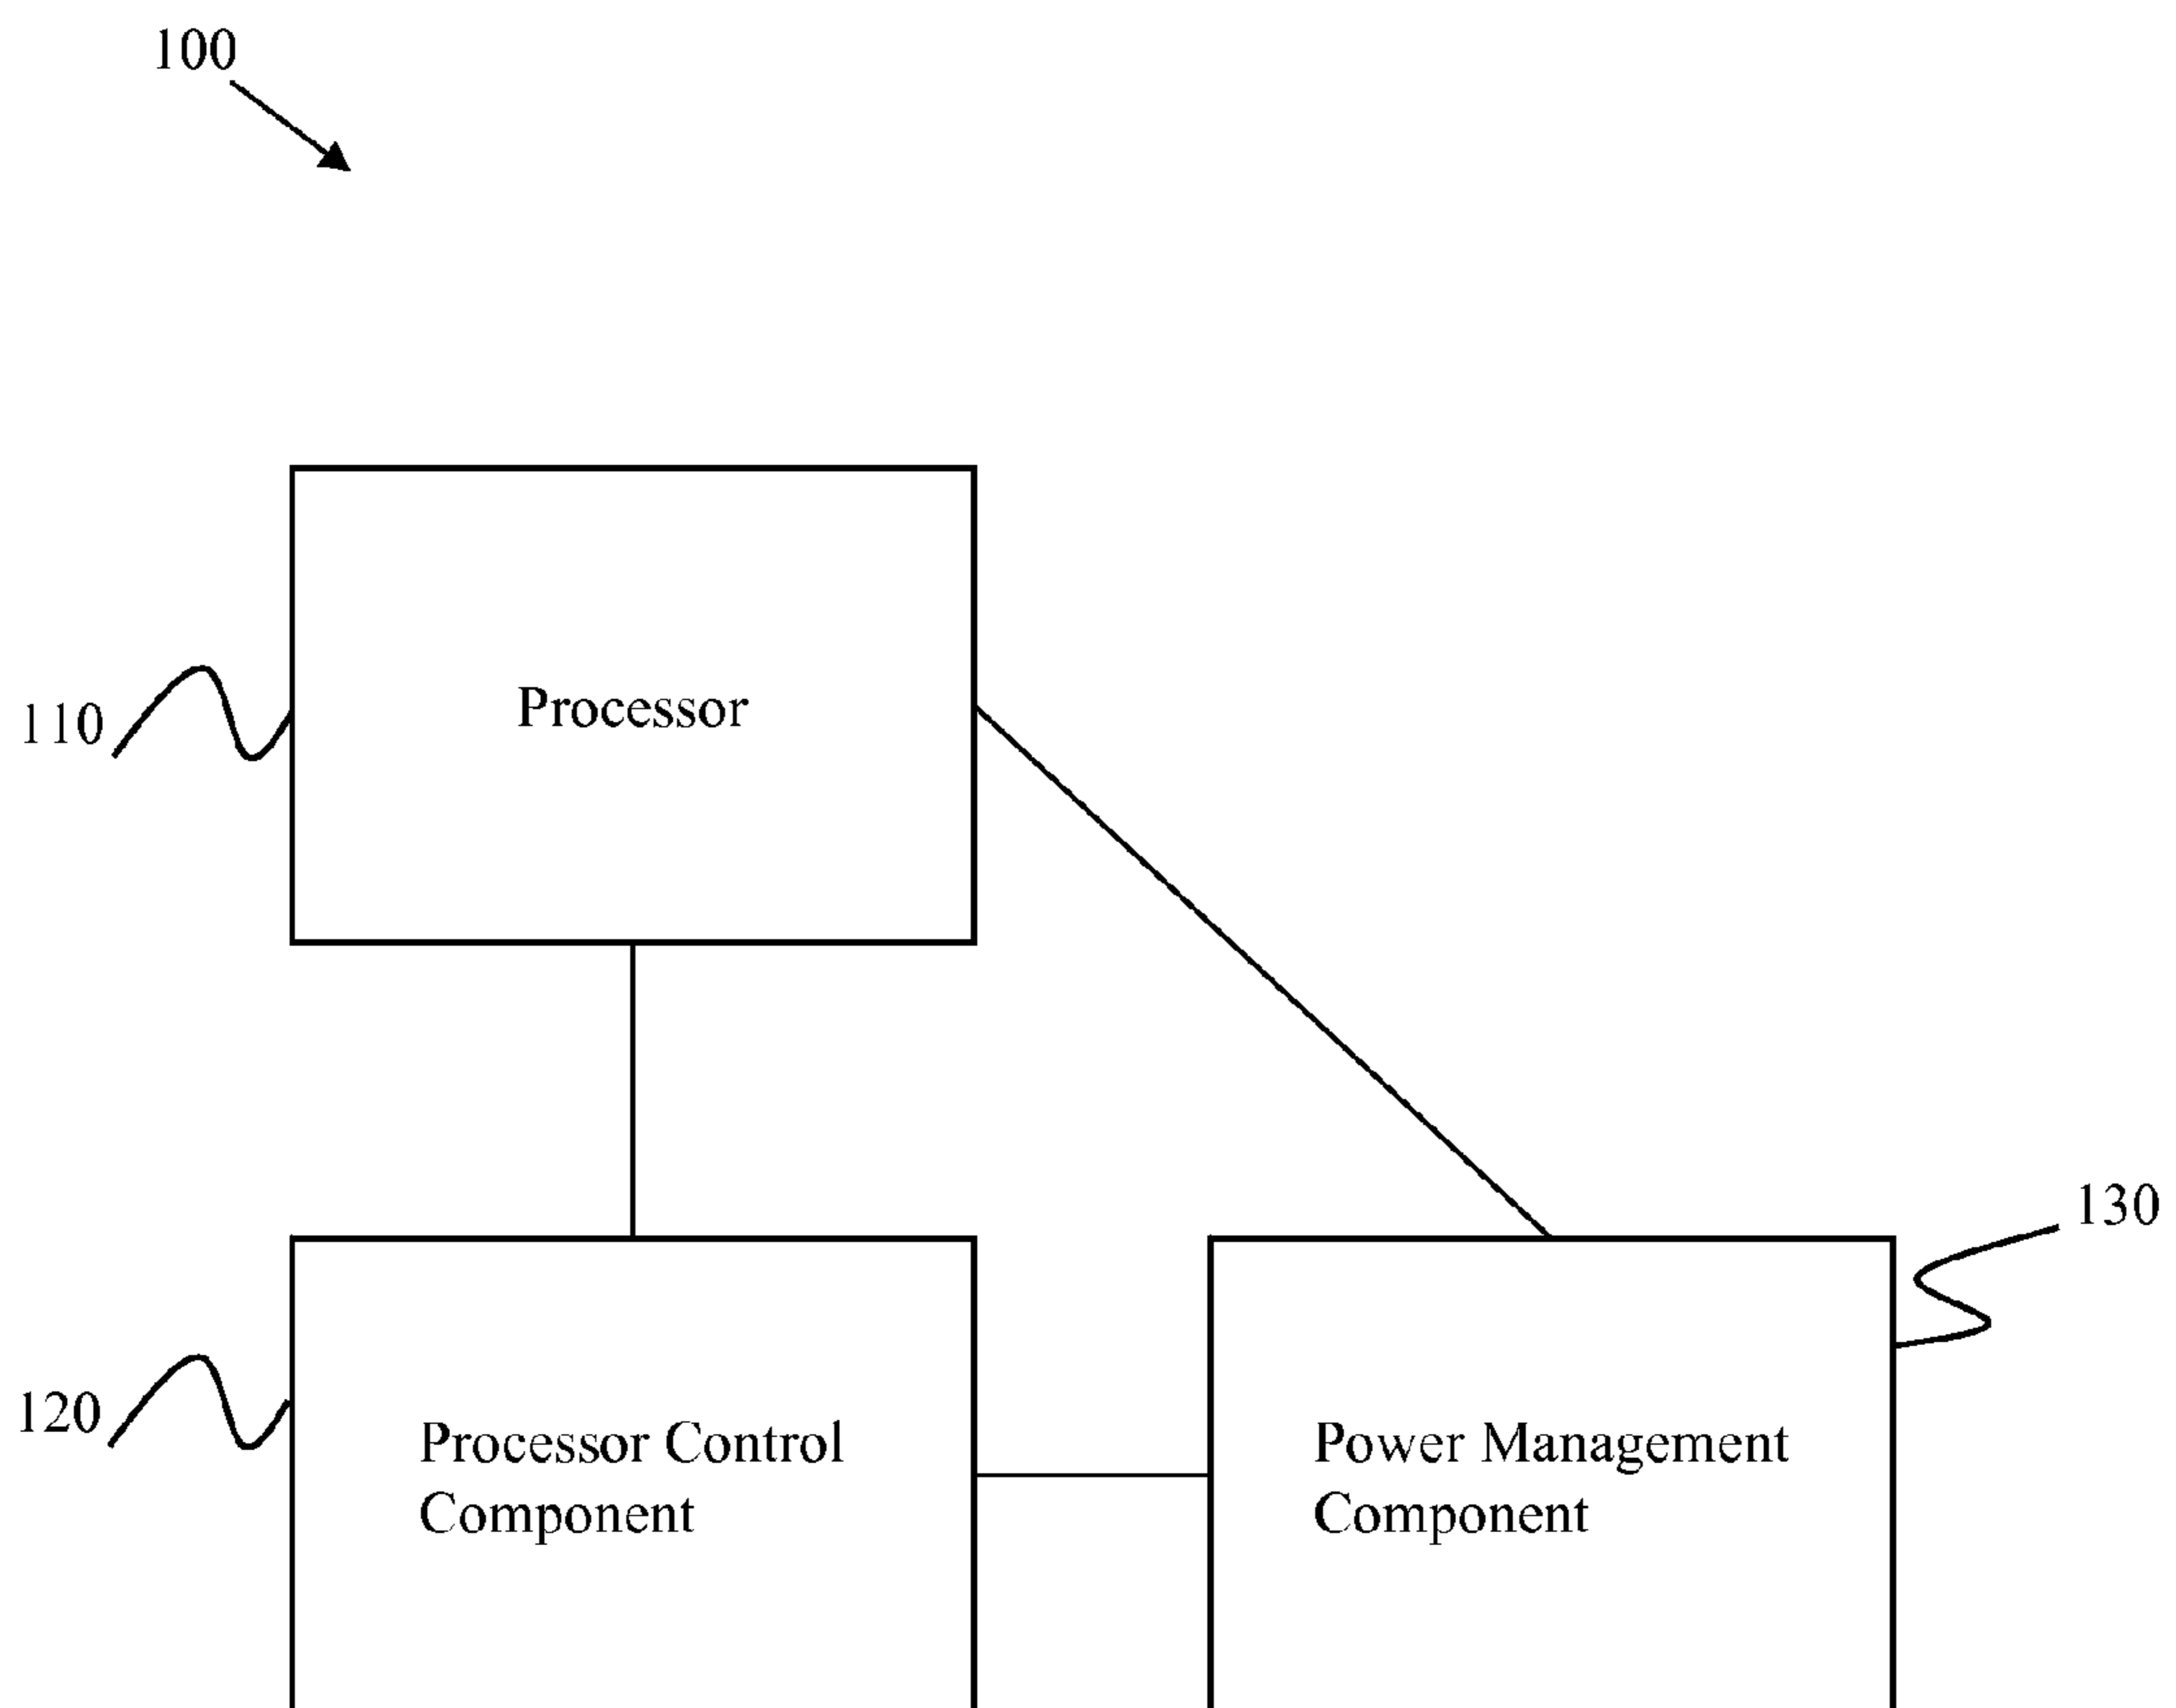 100
Processor
110
130
120
Processor Control
Component
Power Management
Component